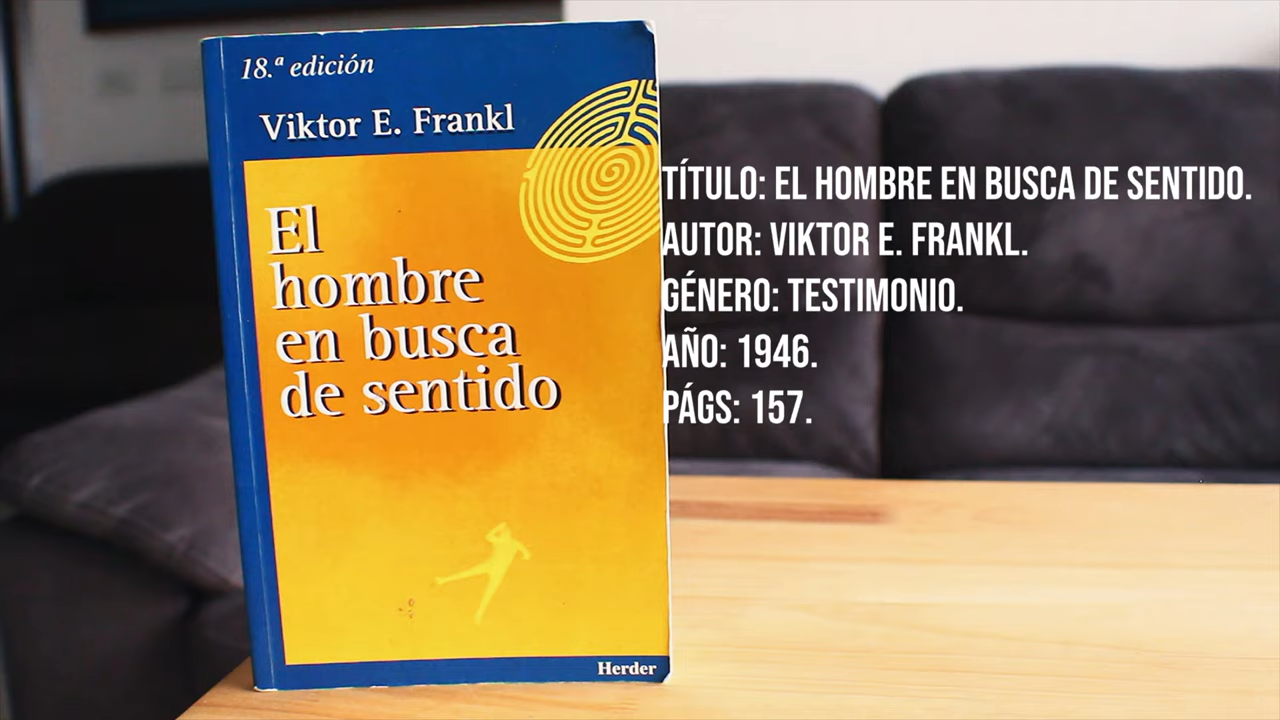 18.ª edición
Viktor E. Frankl
El
hombre
en busca
de sentido
Herder
TÍTULO: EL HOMBRE EN BUSCA DE SENTIDO.
AUTOR: VIKTOR E. FRANKL.
GÉNERO: TESTIMONIO.
AÑO: 1946.
PÁGS: 157.